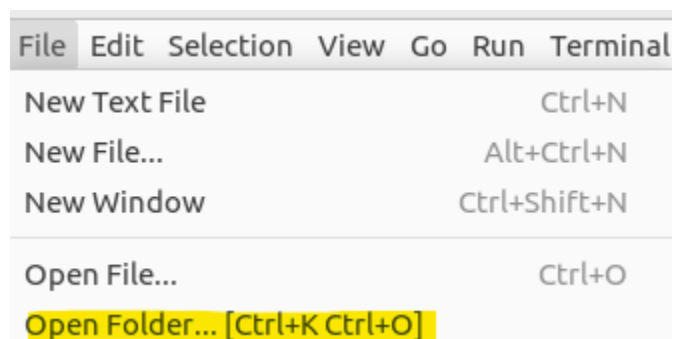 File Edit Selection View Go Run Terminal
New Text File Ctrl+N
New File... Alt+Ctrl+N
New Window Ctrl+Shift+N
Open File... Ctrl+O
Open Folder... [Ctrl+K Ctrl+O]